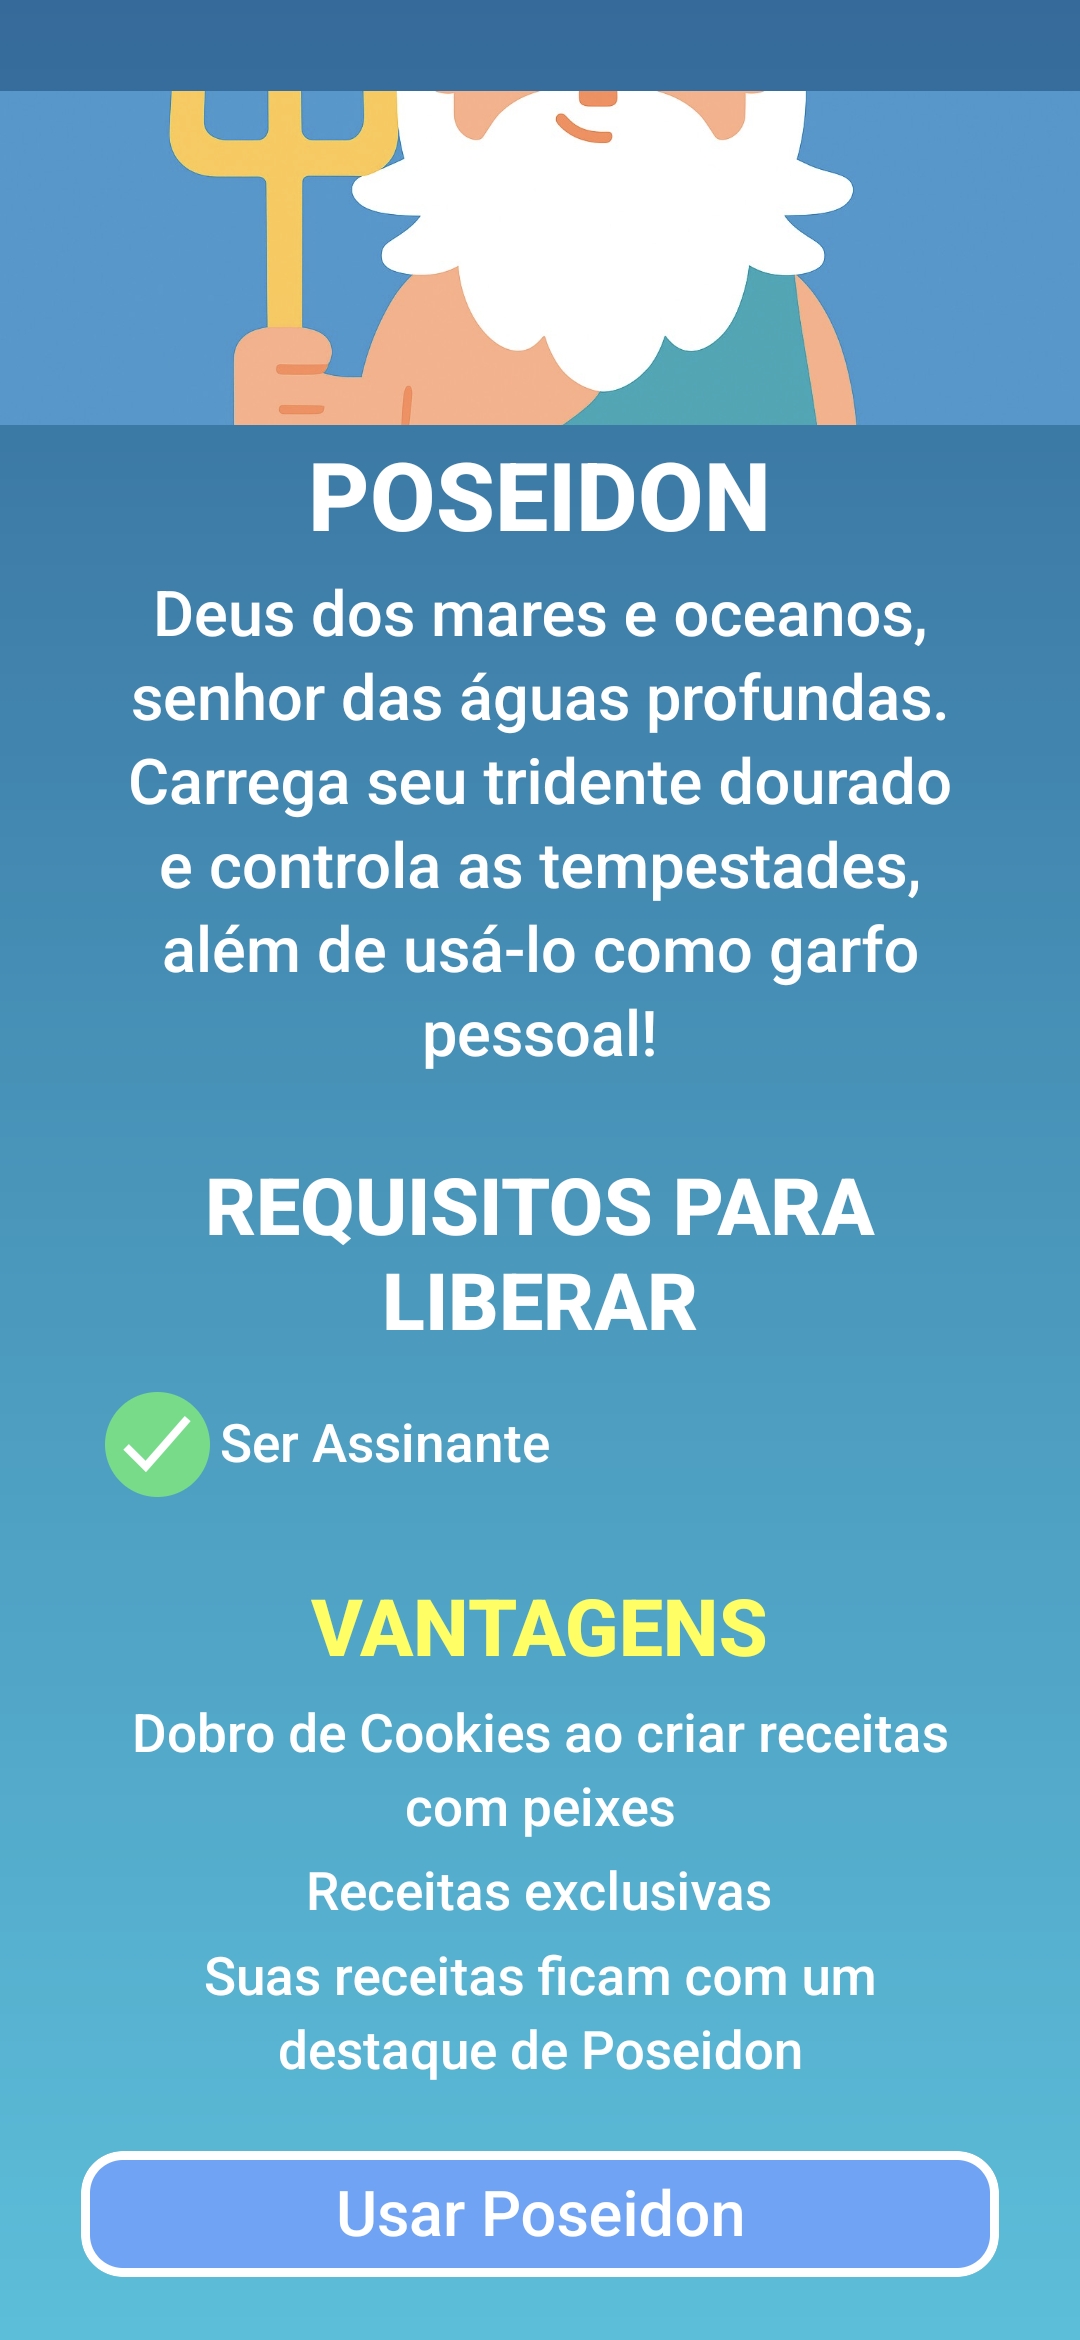 POSEIDON
Deus dos mares e oceanos,
senhor das águas profundas.
Carrega seu tridente dourado
e controla as tempestades,
além de usá-lo como garfo
pessoal!
REQUISITOS PARA
LIBERAR
Ser Assinante
VANTAGENS
Dobro de Cookies ao criar receitas
com peixes
Receitas exclusivas
Suas receitas ficam com um
destaque de Poseidon
Usar Poseidon